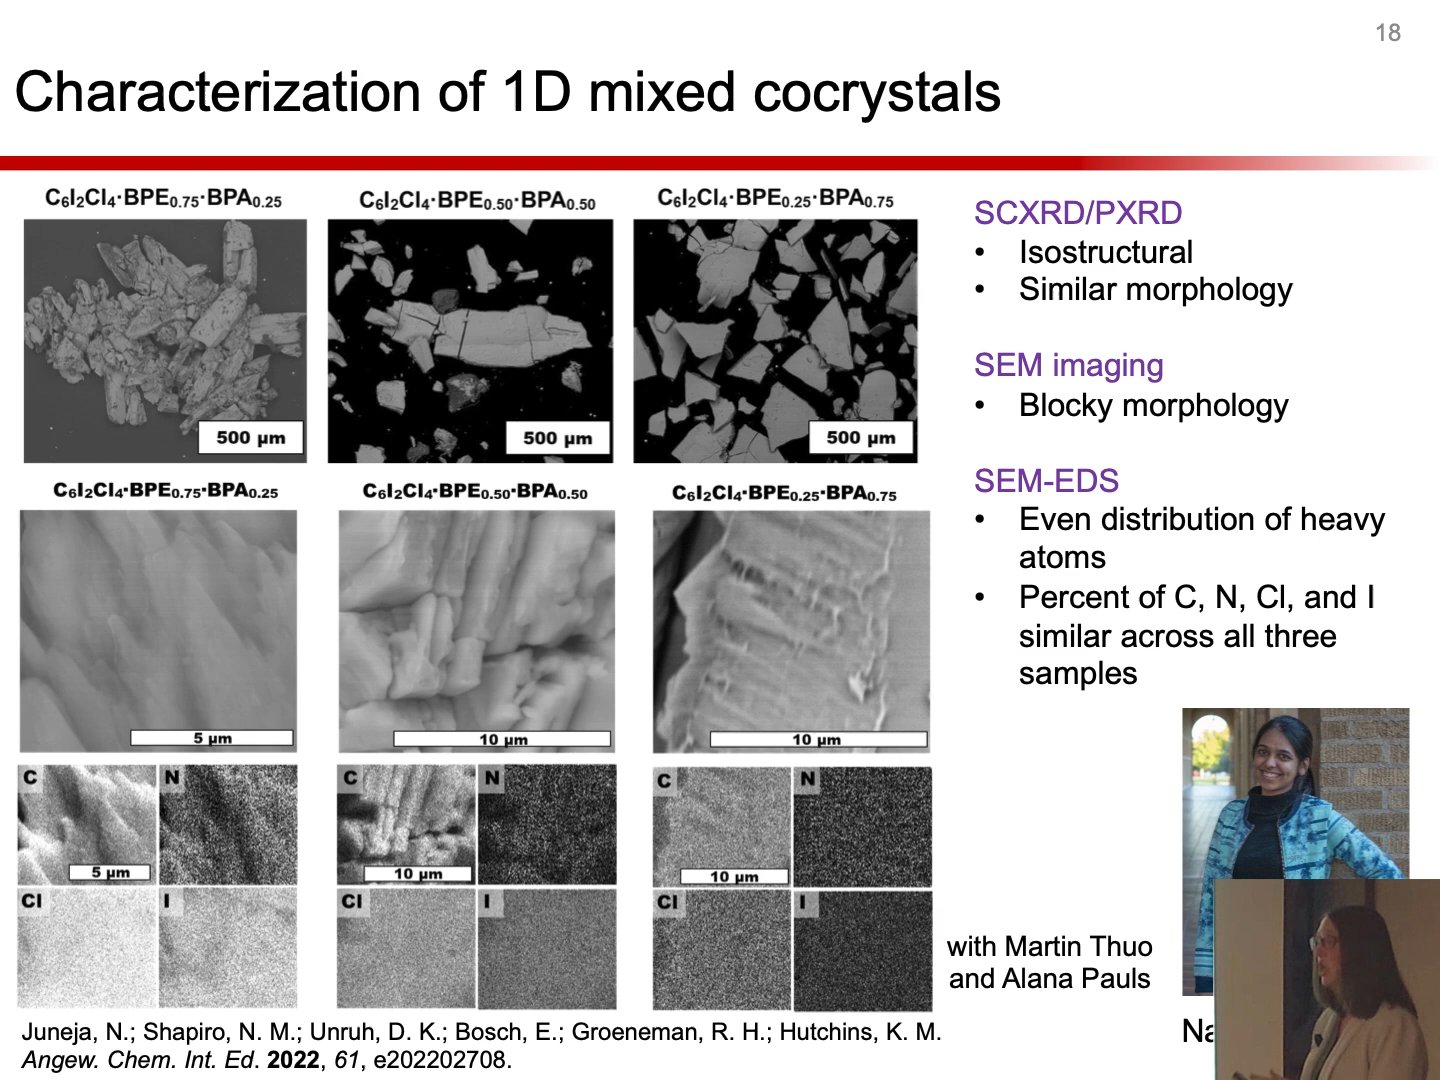 18
Characterization of 1D mixed cocrystals
C₆I₂Cl₄·BPE₀.₇₅·BPA₀.₂₅
C₆I₂Cl₄·BPE₀.₅₀·BPA₀.₅₀
C₆I₂Cl₄·BPE₀.₂₅·BPA₀.₇₅
500 µm
500 µm
500 µm
C₆I₂Cl₄·BPE₀.₇₅·BPA₀.₂₅
C₆I₂Cl₄·BPE₀.₅₀·BPA₀.₅₀
C₆I₂Cl₄·BPE₀.₂₅·BPA₀.₇₅
5 µm
10 µm
10 µm
C N
5 µm
Cl I
C N
10 µm
Cl I
C N
10 µm
Cl I
SCXRD/PXRD
• Isostructural
• Similar morphology
SEM imaging
• Blocky morphology
SEM-EDS
• Even distribution of heavy
atoms
• Percent of C, N, Cl, and I
similar across all three
samples
with Martin Thuo
and Alana Pauls
Juneja, N.; Shapiro, N. M.; Unruh, D. K.; Bosch, E.; Groeneman, R. H.; Hutchins, K. M.
Angew. Chem. Int. Ed. 2022, 61, e202202708.